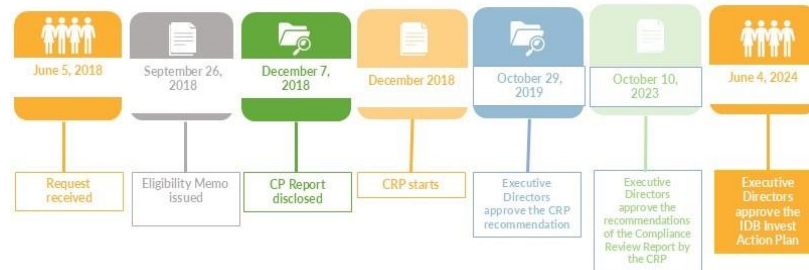 June 5, 2018
September 26,
2018
December 7,
2018
December 2018
October 29,
2019
October 10,
2023
June 4, 2024
Request
received
Eligibility Memo
issued
CP Report
disclosed
CRP starts
Executive
Directors
approve the CRP
recommendation
Executive
Directors
approve the
recommendations
of the Compliance
Review Report by
the CRP
Executive
Directors
approve the
IDB Invest
Action Plan